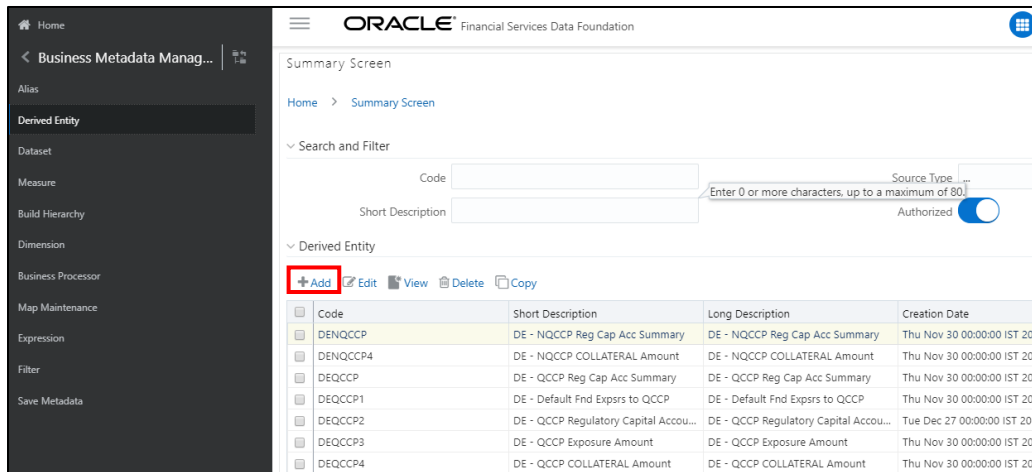 Home
Business Metadata Manag...
Alias
Derived Entity
Dataset
Measure
Build Hierarchy
Dimension
Business Processor
Map Maintenance
Expression
Filter
Save Metadata
ORACLE® Financial Services Data Foundation
Summary Screen
Home > Summary Screen
Search and Filter
Code
Source Type ...
Enter 0 or more characters, up to a maximum of 80.
Short Description
Authorized
Derived Entity
Add Edit View Delete Copy
Code Short Description Long Description Creation Date
DENQCCP DE - NQCCP Reg Cap Acc Summary DE - NQCCP Reg Cap Acc Summary Thu Nov 30 00:00:00 IST 20
DENQCCP4 DE - NQCCP COLLATERAL Amount DE - NQCCP COLLATERAL Amount Thu Nov 30 00:00:00 IST 20
DEQCCP DE - QCCP Reg Cap Acc Summary DE - QCCP Reg Cap Acc Summary Thu Nov 30 00:00:00 IST 20
DEQCCP1 DE - Default Fnd Expsrs to QCCP DE - Default Fnd Expsrs to QCCP Thu Nov 30 00:00:00 IST 20
DEQCCP2 DE - QCCP Regulatory Capital Accou... DE - QCCP Regulatory Capital Accou... Tue Dec 27 00:00:00 IST 20
DEQCCP3 DE - QCCP Exposure Amount DE - QCCP Exposure Amount Thu Nov 30 00:00:00 IST 20
DEQCCP4 DE - QCCP COLLATERAL Amount DE - QCCP COLLATERAL Amount Thu Nov 30 00:00:00 IST 20